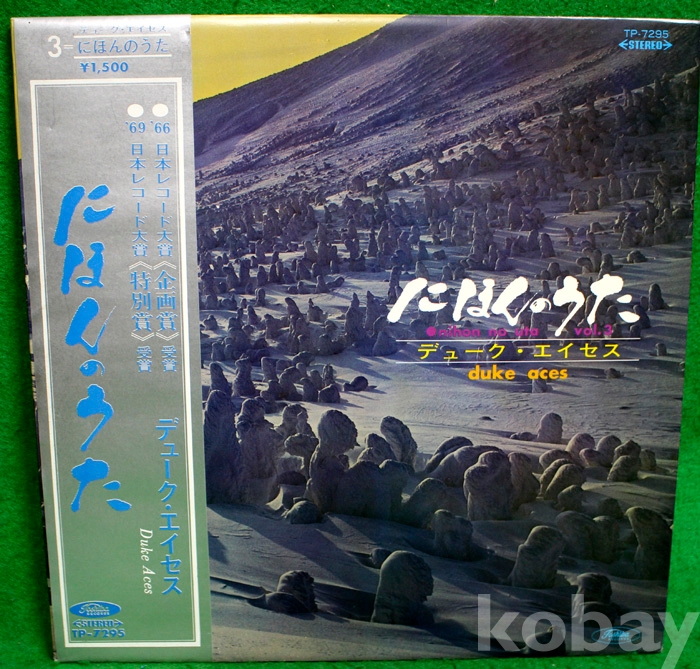 デューク・エイセス
3=にほんのうた
¥1,500
●'66 日本レコード大賞《企画賞》受賞
●'69 日本レコード大賞《特別賞》受賞
にほんのうた
デューク・エイセス
Duke Aces
STEREO
TP-7295
TP-7295
STEREO
にほんのうた
nihon no uta vol.3
デューク・エイセス
duke aces
kobay